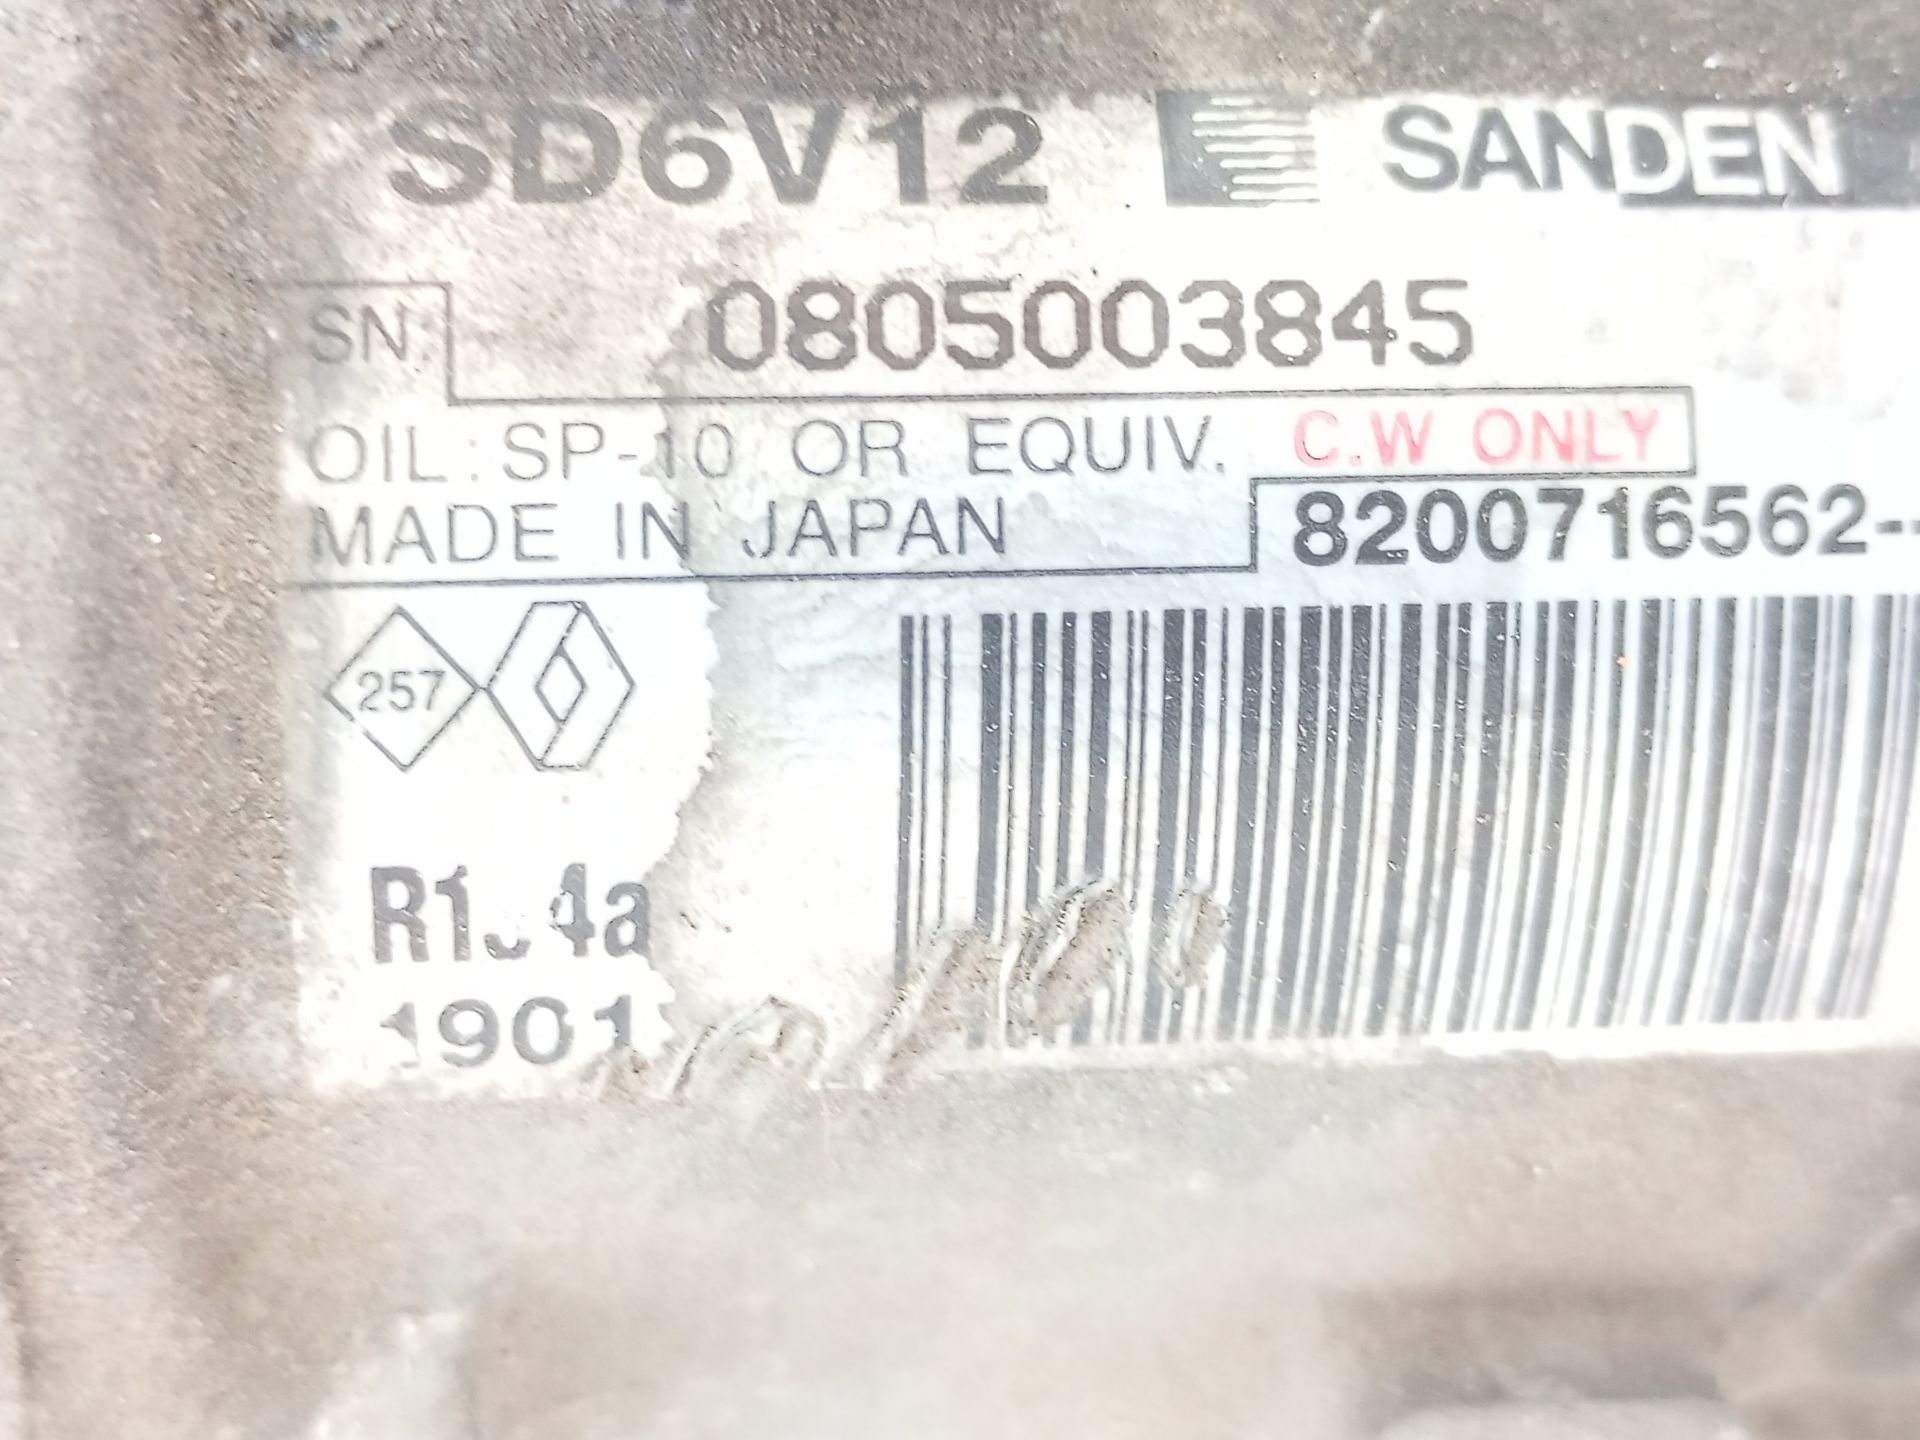 SD6V12 SANDEN
SN. 0805003845
OIL: SP-10 OR EQUIV. C.W ONLY
MADE IN JAPAN 8200716562--
257